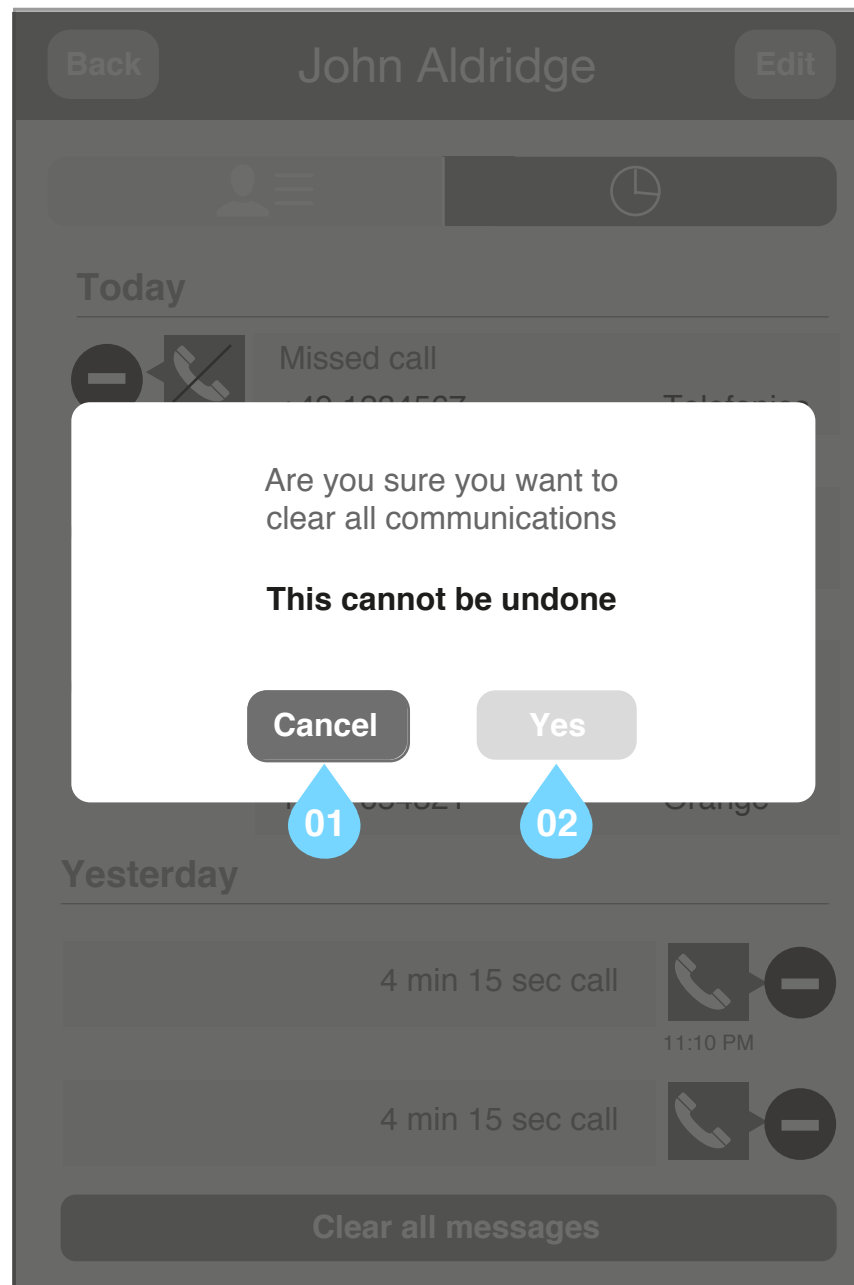 Back John Aldridge Edit
Today
Missed call
Are you sure you want to
clear all communications
This cannot be undone
Cancel Yes
01 02
Orange
Yesterday
4 min 15 sec call
11:10 PM
4 min 15 sec call
Clear all messages